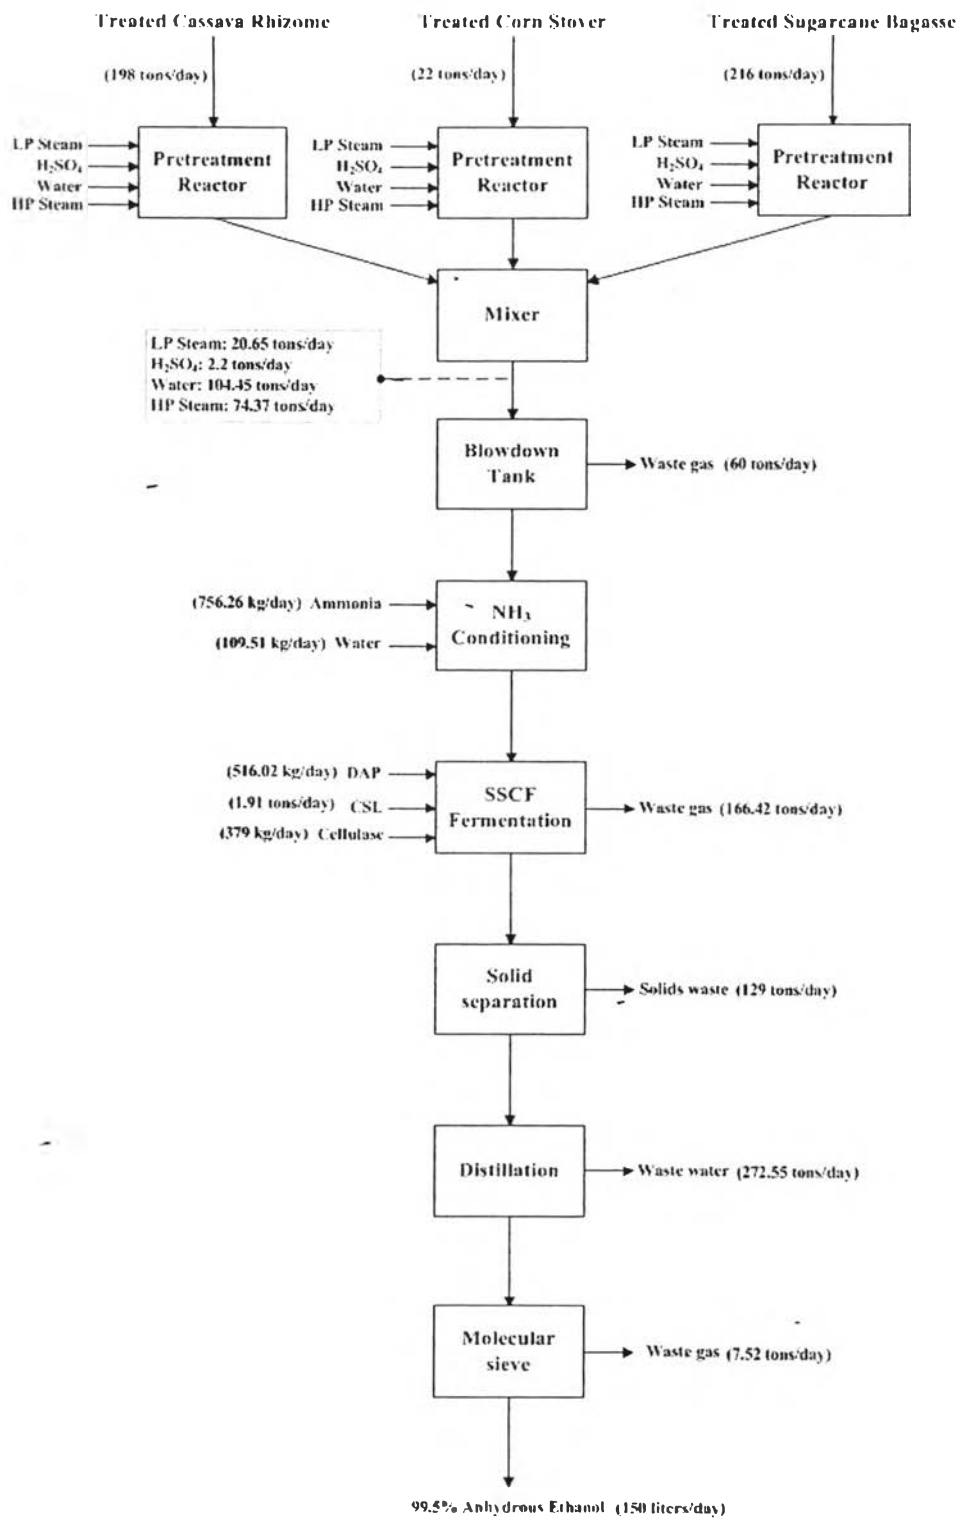 Treated Cassava Rhizome
Treated Corn Stover
Treated Sugarcane Bagasse
(198 tons/day)
(22 tons/day)
(216 tons/day)
LP Steam
H₂SO₄
Water
HP Steam
Pretreatment
Reactor
LP Steam
H₂SO₄
Water
HP Steam
Pretreatment
Reactor
LP Steam
H₂SO₄
Water
HP Steam
Pretreatment
Reactor
Mixer
LP Steam: 20.65 tons/day
H₂SO₄: 2.2 tons/day
Water: 104.45 tons/day
HP Steam: 74.37 tons/day
Blowdown
Tank
Waste gas (60 tons/day)
(756.26 kg/day) Ammonia
(109.51 kg/day) Water
NH₃
Conditioning
(516.02 kg/day) DAP
(1.91 tons/day) CSL
(379 kg/day) Cellulase
SSCF
Fermentation
Waste gas (166.42 tons/day)
Solid
separation
Solids waste (129 tons/day)
Distillation
Waste water (272.55 tons/day)
Molecular
sieve
Waste gas (7.52 tons/day)
99.5% Anhydrous Ethanol (150 liters/day)